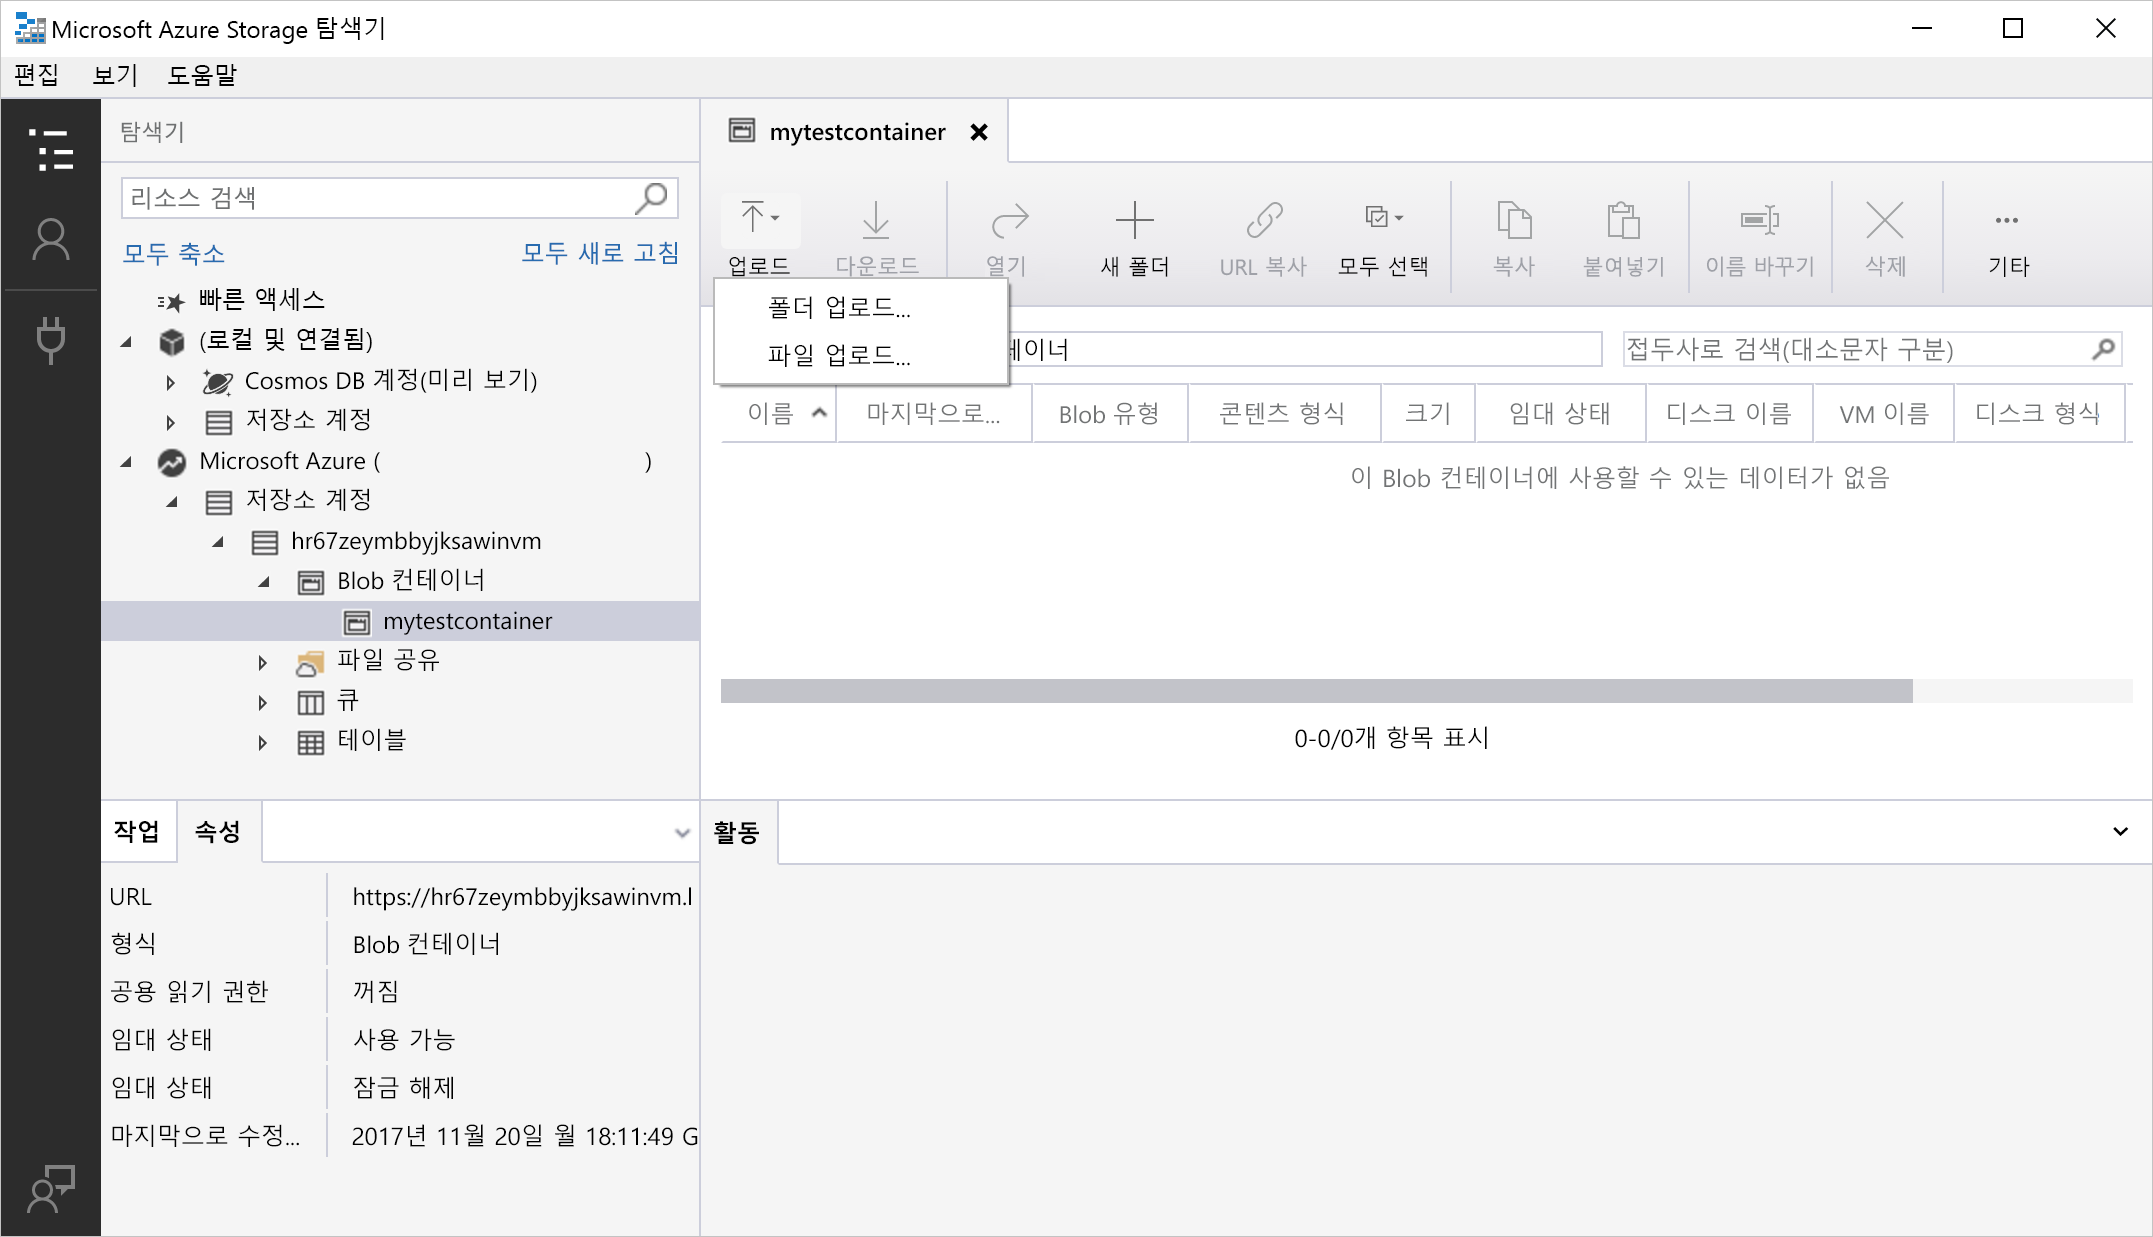 Microsoft Azure Storage 탐색기
편집 보기 도움말
탐색기
리소스 검색
모두 축소 모두 새로 고침
빠른 액세스
(로컬 및 연결됨)
Cosmos DB 계정(미리 보기)
저장소 계정
Microsoft Azure ( )
저장소 계정
hr67zeymbbyjksawinvm
Blob 컨테이너
mytestcontainer
파일 공유
큐
테이블
작업 속성
URL https://hr67zeymbbyjksawinvm.l
형식 Blob 컨테이너
공용 읽기 권한 꺼짐
임대 상태 사용 가능
임대 상태 잠금 해제
마지막으로 수정... 2017년 11월 20일 월 18:11:49 G
mytestcontainer
업로드 다운로드 열기 새 폴더 URL 복사 모두 선택 복사 붙여넣기 이름 바꾸기 삭제 기타
폴더 업로드...
파일 업로드...
테이너 접두사로 검색(대소문자 구분)
이름 마지막으로... Blob 유형 콘텐츠 형식 크기 임대 상태 디스크 이름 VM 이름 디스크 형식
이 Blob 컨테이너에 사용할 수 있는 데이터가 없음
0-0/0개 항목 표시
활동